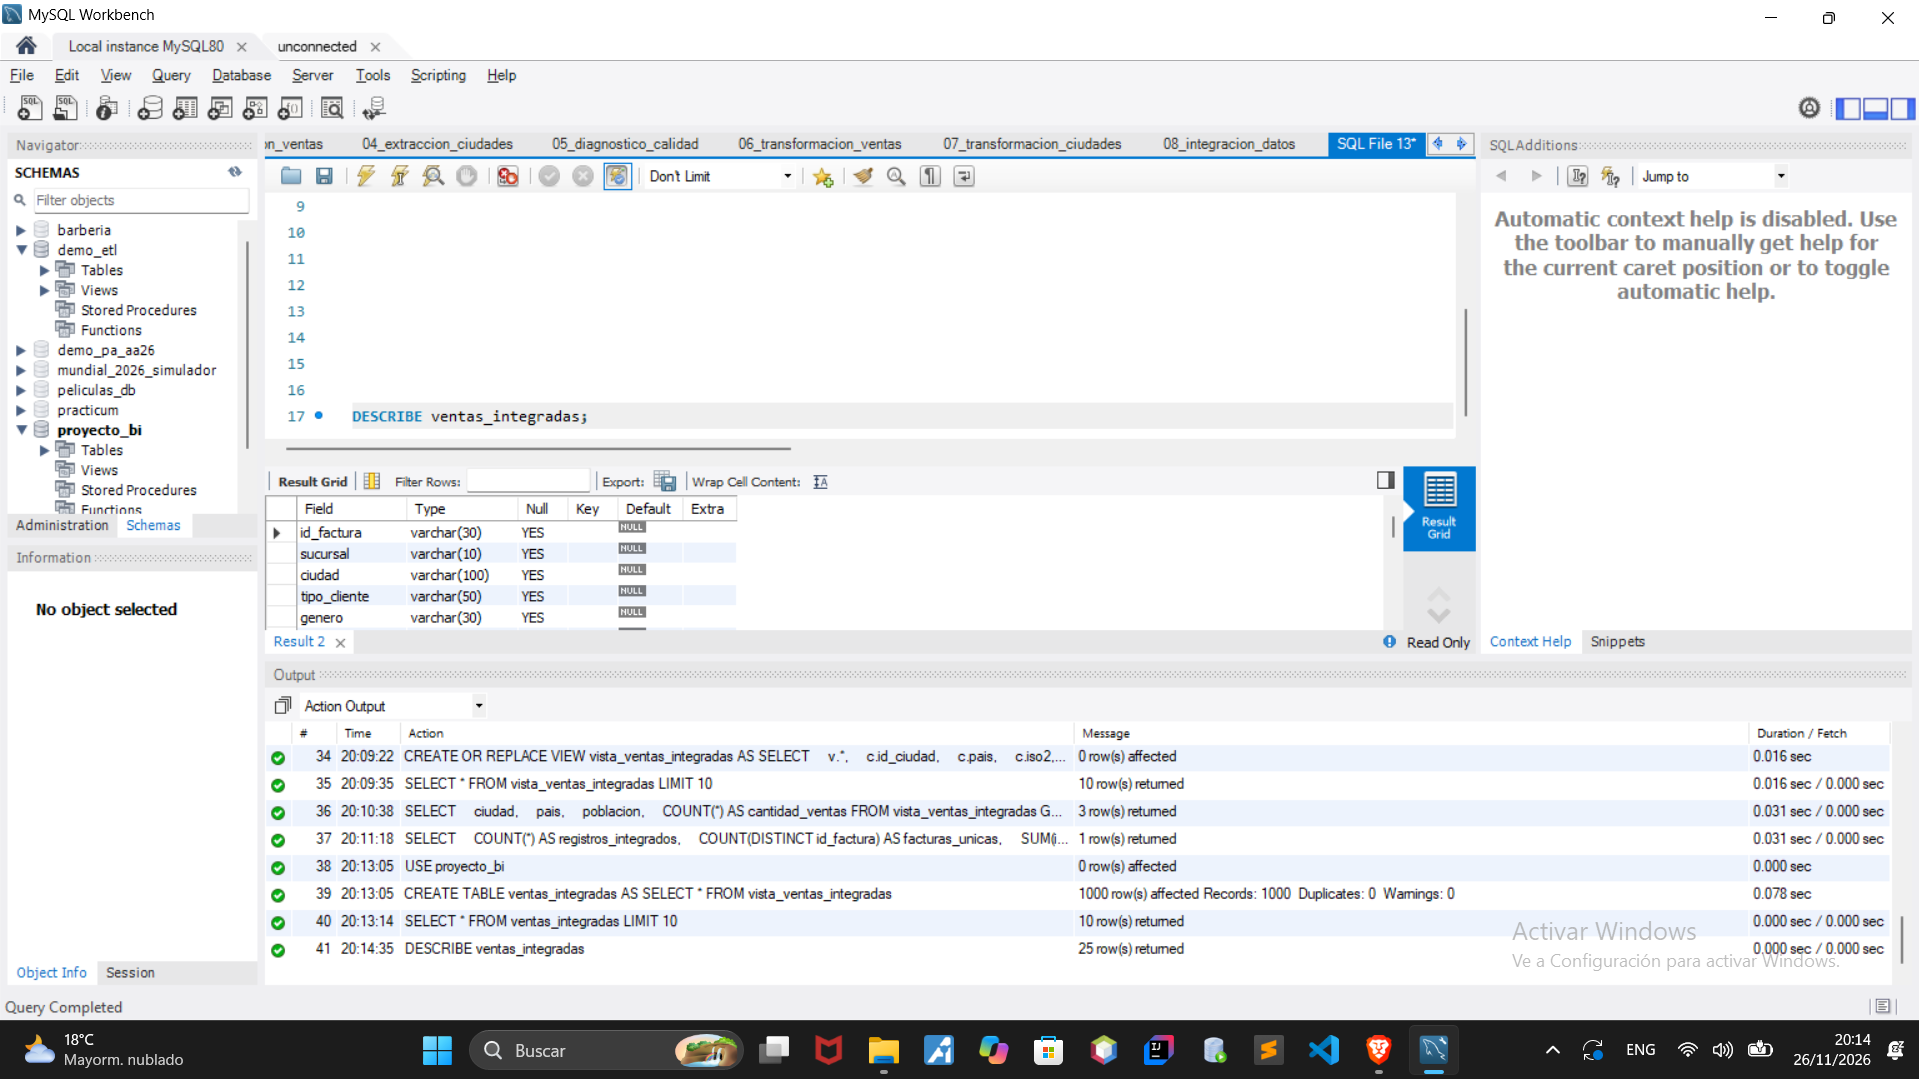 MySQL Workbench
Local instance MySQL80
unconnected
File Edit View Query Database Server Tools Scripting Help
Navigator
SCHEMAS
Filter objects
barberia
demo_etl
Tables
Views
Stored Procedures
Functions
demo_pa_aa26
mundial_2026_simulador
peliculas_db
practicum
proyecto_bi
Tables
Views
Stored Procedures
Functions
Administration Schemas
Information
No object selected
Object Info Session
on_ventas 04_extraccion_ciudades 05_diagnostico_calidad 06_transformacion_ventas 07_transformacion_ciudades 08_integracion_datos SQL File 13*
Don't Limit
9
10
11
12
13
14
15
16
17 DESCRIBE ventas_integradas;
Result Grid Filter Rows: Export: Wrap Cell Content:
Field Type Null Key Default Extra
id_factura varchar(30) YES NULL
sucursal varchar(10) YES NULL
ciudad varchar(100) YES NULL
tipo_cliente varchar(50) YES NULL
genero varchar(30) YES NULL
Result Grid
Result 2
Read Only
SQLAdditions
Jump to
Automatic context help is disabled. Use
the toolbar to manually get help for
the current caret position or to toggle
automatic help.
Context Help Snippets
Output
Action Output
# Time Action Message Duration / Fetch
34 20:09:22 CREATE OR REPLACE VIEW vista_ventas_integradas AS SELECT v.*, c.id_ciudad, c.pais, c.iso2,... 0 row(s) affected 0.016 sec
35 20:09:35 SELECT * FROM vista_ventas_integradas LIMIT 10 10 row(s) returned 0.016 sec / 0.000 sec
36 20:10:38 SELECT ciudad, pais, poblacion, COUNT(*) AS cantidad_ventas FROM vista_ventas_integradas G... 3 row(s) returned 0.031 sec / 0.000 sec
37 20:11:18 SELECT COUNT(*) AS registros_integrados, COUNT(DISTINCT id_factura) AS facturas_unicas, SUM(i... 1 row(s) returned 0.031 sec / 0.000 sec
38 20:13:05 USE proyecto_bi 0 row(s) affected 0.000 sec
39 20:13:05 CREATE TABLE ventas_integradas AS SELECT * FROM vista_ventas_integradas 1000 row(s) affected Records: 1000 Duplicates: 0 Warnings: 0 0.078 sec
40 20:13:14 SELECT * FROM ventas_integradas LIMIT 10 10 row(s) returned 0.000 sec / 0.000 sec
41 20:14:35 DESCRIBE ventas_integradas 25 row(s) returned 0.000 sec / 0.000 sec
Activar Windows
Ve a Configuración para activar Windows.
Query Completed
18°C
Mayorm. nublado
Buscar
ENG
20:14
26/11/2026